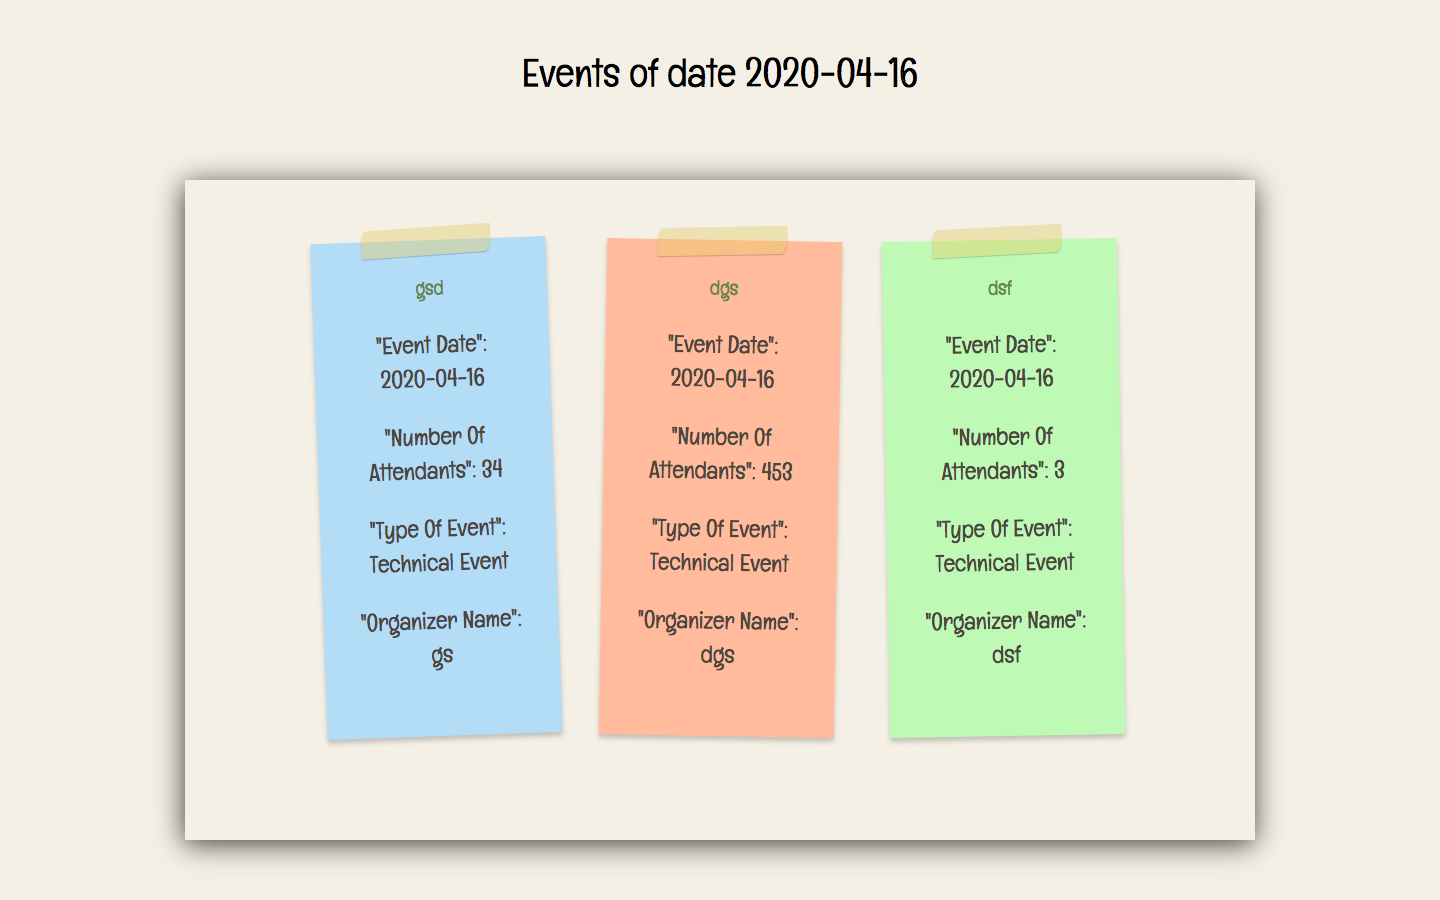 Events of date 2020-04-16
gsd
"Event Date":
2020-04-16
"Number Of
Attendants": 34
"Type Of Event":
Technical Event
"Organizer Name":
gs
dgs
"Event Date":
2020-04-16
"Number Of
Attendants": 453
"Type Of Event":
Technical Event
"Organizer Name":
dgs
dsf
"Event Date":
2020-04-16
"Number Of
Attendants": 3
"Type Of Event":
Technical Event
"Organizer Name":
dsf